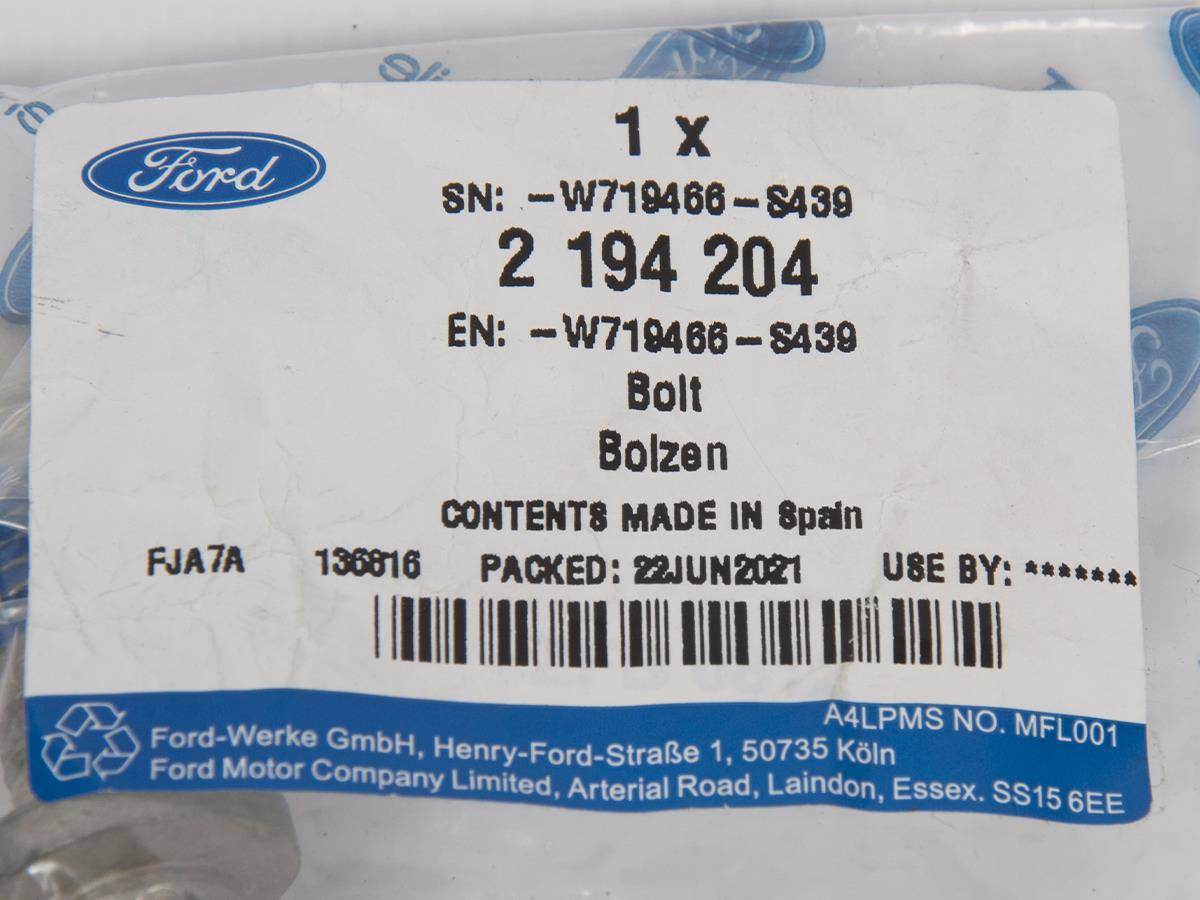 Ford
1 x
SN: -W719466-S439
2 194 204
EN: -W719466-S439
Bolt
Bolzen
CONTENTS MADE IN Spain
FJA7A 136816 PACKED: 22JUN2021 USE BY: *******
A4LPMS NO. MFL001
Ford-Werke GmbH, Henry-Ford-Straße 1, 50735 Köln
Ford Motor Company Limited, Arterial Road, Laindon, Essex. SS15 6EE